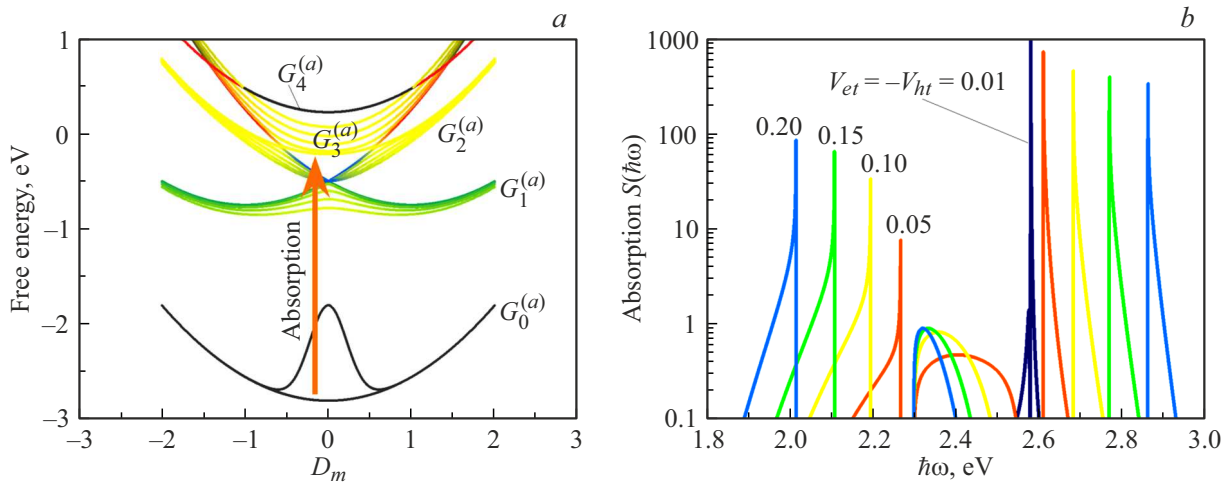 a
Free energy, eV
1
0
−1
−2
−3
G₄⁽ᵃ⁾
G₃⁽ᵃ⁾
G₂⁽ᵃ⁾
G₁⁽ᵃ⁾
G₀⁽ᵃ⁾
Absorption
−3 −2 −1 0 1 2 3
Dₘ
b
Absorption S(ħω)
1000
100
10
1
0.1
V_et = −V_ht = 0.01
0.20
0.15
0.10
0.05
1.8 2.0 2.2 2.4 2.6 2.8 3.0
ħω, eV